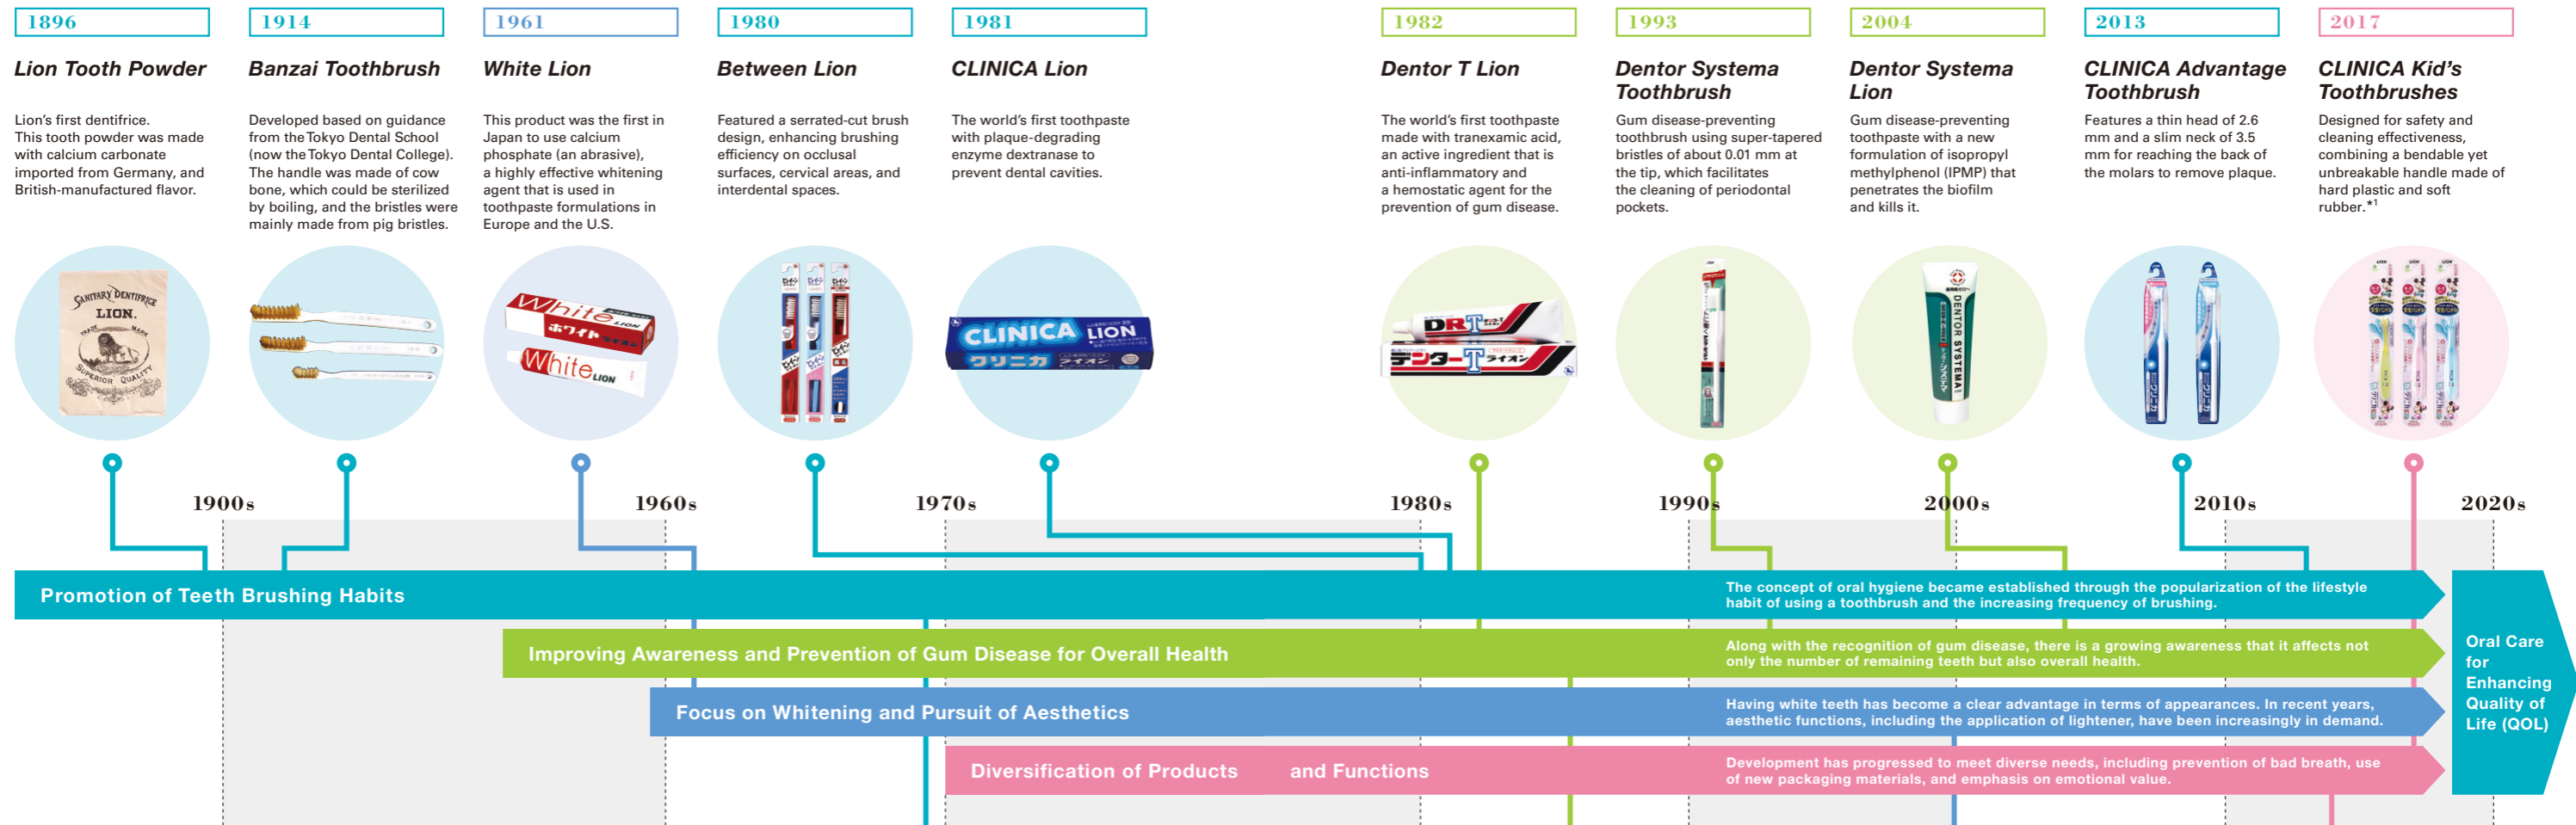 1896
Lion Tooth Powder
Lion's first dentifrice.
This tooth powder was made
with calcium carbonate
imported from Germany, and
British-manufactured flavor.
SANITARY DENTIFRICE
LION.
TRADE MARK
SUPERIOR QUALITY
1914
Banzai Toothbrush
Developed based on guidance
from the Tokyo Dental School
(now the Tokyo Dental College).
The handle was made of cow
bone, which could be sterilized
by boiling, and the bristles were
mainly made from pig bristles.
1961
White Lion
This product was the first in
Japan to use calcium
phosphate (an abrasive),
a highly effective whitening
agent that is used in
toothpaste formulations in
Europe and the U.S.
White LION
ホワイト ライオン
White LION
1980
Between Lion
Featured a serrated-cut brush
design, enhancing brushing
efficiency on occlusal
surfaces, cervical areas, and
interdental spaces.
1981
CLINICA Lion
The world's first toothpaste
with plaque-degrading
enzyme dextranase to
prevent dental cavities.
CLINICA LION
クリニカ ライオン
1982
Dentor T Lion
The world's first toothpaste
made with tranexamic acid,
an active ingredient that is
anti-inflammatory and
a hemostatic agent for the
prevention of gum disease.
DRT
デンターT ライオン
1993
Dentor Systema
Toothbrush
Gum disease-preventing
toothbrush using super-tapered
bristles of about 0.01 mm at
the tip, which facilitates
the cleaning of periodontal
pockets.
2004
Dentor Systema
Lion
Gum disease-preventing
toothpaste with a new
formulation of isopropyl
methylphenol (IPMP) that
penetrates the biofilm
and kills it.
DENTOR SYSTEMA
2013
CLINICA Advantage
Toothbrush
Features a thin head of 2.6
mm and a slim neck of 3.5
mm for reaching the back of
the molars to remove plaque.
クリニカ
クリニカ
2017
CLINICA Kid's
Toothbrushes
Designed for safety and
cleaning effectiveness,
combining a bendable yet
unbreakable handle made of
hard plastic and soft
rubber.*1
LION
LION
LION
1900s
1960s
1970s
1980s
1990s
2000s
2010s
2020s
Promotion of Teeth Brushing Habits
The concept of oral hygiene became established through the popularization of the lifestyle
habit of using a toothbrush and the increasing frequency of brushing.
Improving Awareness and Prevention of Gum Disease for Overall Health
Along with the recognition of gum disease, there is a growing awareness that it affects not
only the number of remaining teeth but also overall health.
Focus on Whitening and Pursuit of Aesthetics
Having white teeth has become a clear advantage in terms of appearances. In recent years,
aesthetic functions, including the application of lightener, have been increasingly in demand.
Diversification of Products and Functions
Development has progressed to meet diverse needs, including prevention of bad breath, use
of new packaging materials, and emphasis on emotional value.
Oral Care
for
Enhancing
Quality of
Life (QOL)